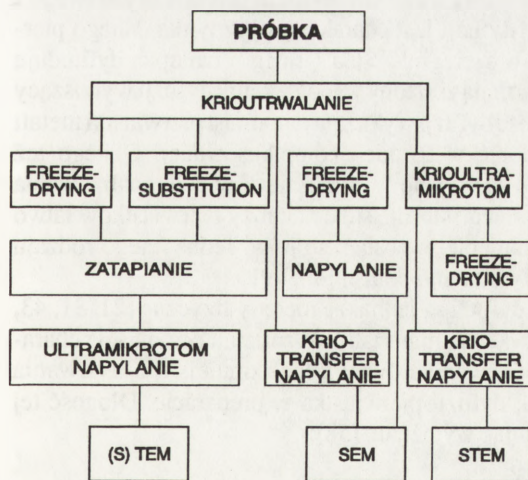 PRÓBKA
KRIOUTRWALANIE
FREEZE-
DRYING
FREEZE-
SUBSTITUTION
FREEZE-
DRYING
KRIOULTRA-
MIKROTOM
ZATAPIANIE
NAPYLANIE
FREEZE-
DRYING
ULTRAMIKROTOM
NAPYLANIE
KRIO-
TRANSFER
NAPYLANIE
KRIO-
TRANSFER
NAPYLANIE
(S) TEM
SEM
STEM